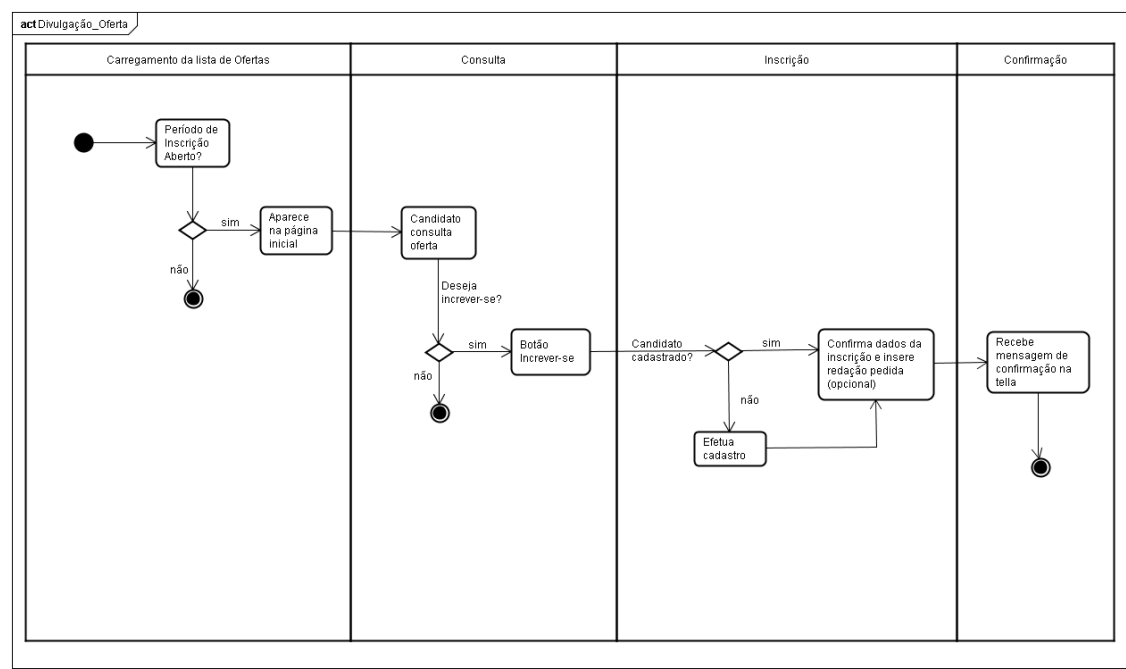 act Divulgação_Oferta
Carregamento da lista de Ofertas
Consulta
Inscrição
Confirmação
Período de
Inscrição
Aberto?
sim
não
Aparece
na página
inicial
Candidato
consulta
oferta
Deseja
increver-se?
sim
não
Botão
Increver-se
Candidato
cadastrado?
sim
não
Efetua
cadastro
Confirma dados da
inscrição e insere
redação pedida
(opcional)
Recebe
mensagem de
confirmação na
tella